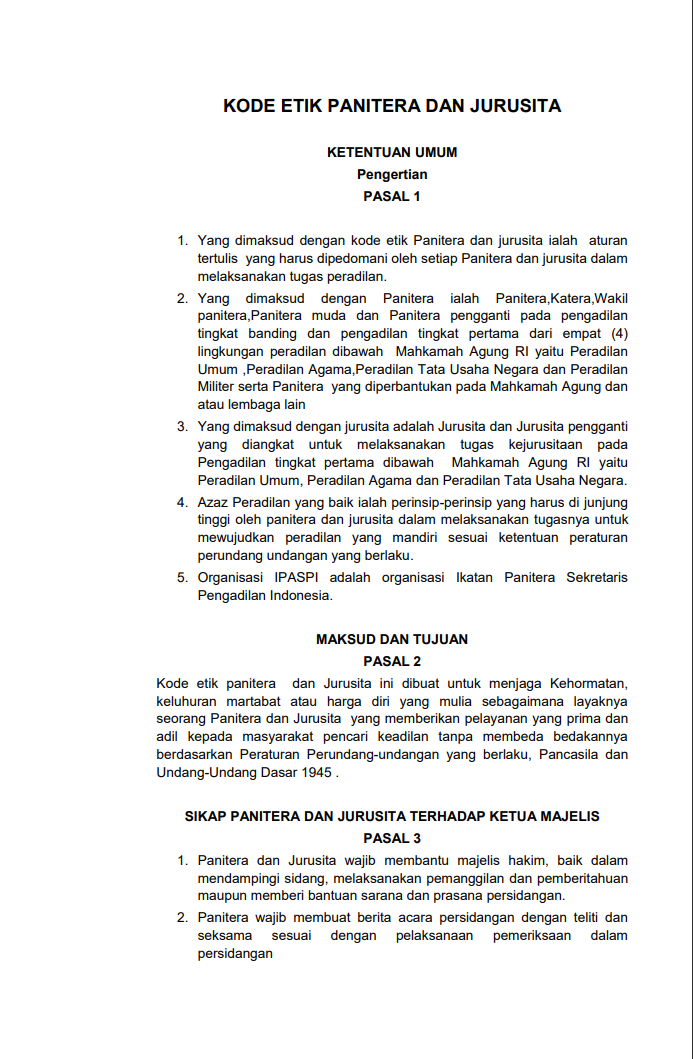 KODE ETIK PANITERA DAN JURUSITA
KETENTUAN UMUM
Pengertian
PASAL 1
1. Yang dimaksud dengan kode etik Panitera dan jurusita ialah aturan
tertulis yang harus dipedomani oleh setiap Panitera dan jurusita dalam
melaksanakan tugas peradilan.
2. Yang dimaksud dengan Panitera ialah Panitera,Katera,Wakil
panitera,Panitera muda dan Panitera pengganti pada pengadilan
tingkat banding dan pengadilan tingkat pertama dari empat (4)
lingkungan peradilan dibawah Mahkamah Agung RI yaitu Peradilan
Umum ,Peradilan Agama,Peradilan Tata Usaha Negara dan Peradilan
Militer serta Panitera yang diperbantukan pada Mahkamah Agung dan
atau lembaga lain
3. Yang dimaksud dengan jurusita adalah Jurusita dan Jurusita pengganti
yang diangkat untuk melaksanakan tugas kejurusitaan pada
Pengadilan tingkat pertama dibawah Mahkamah Agung RI yaitu
Peradilan Umum, Peradilan Agama dan Peradilan Tata Usaha Negara.
4. Azaz Peradilan yang baik ialah perinsip-perinsip yang harus di junjung
tinggi oleh panitera dan jurusita dalam melaksanakan tugasnya untuk
mewujudkan peradilan yang mandiri sesuai ketentuan peraturan
perundang undangan yang berlaku.
5. Organisasi IPASPI adalah organisasi Ikatan Panitera Sekretaris
Pengadilan Indonesia.
MAKSUD DAN TUJUAN
PASAL 2
Kode etik panitera dan Jurusita ini dibuat untuk menjaga Kehormatan,
keluhuran martabat atau harga diri yang mulia sebagaimana layaknya
seorang Panitera dan Jurusita yang memberikan pelayanan yang prima dan
adil kepada masyarakat pencari keadilan tanpa membeda bedakannya
berdasarkan Peraturan Perundang-undangan yang berlaku, Pancasila dan
Undang-Undang Dasar 1945 .
SIKAP PANITERA DAN JURUSITA TERHADAP KETUA MAJELIS
PASAL 3
1. Panitera dan Jurusita wajib membantu majelis hakim, baik dalam
mendampingi sidang, melaksanakan pemanggilan dan pemberitahuan
maupun memberi bantuan sarana dan prasana persidangan.
2. Panitera wajib membuat berita acara persidangan dengan teliti dan
seksama sesuai dengan pelaksanaan pemeriksaan dalam
persidangan